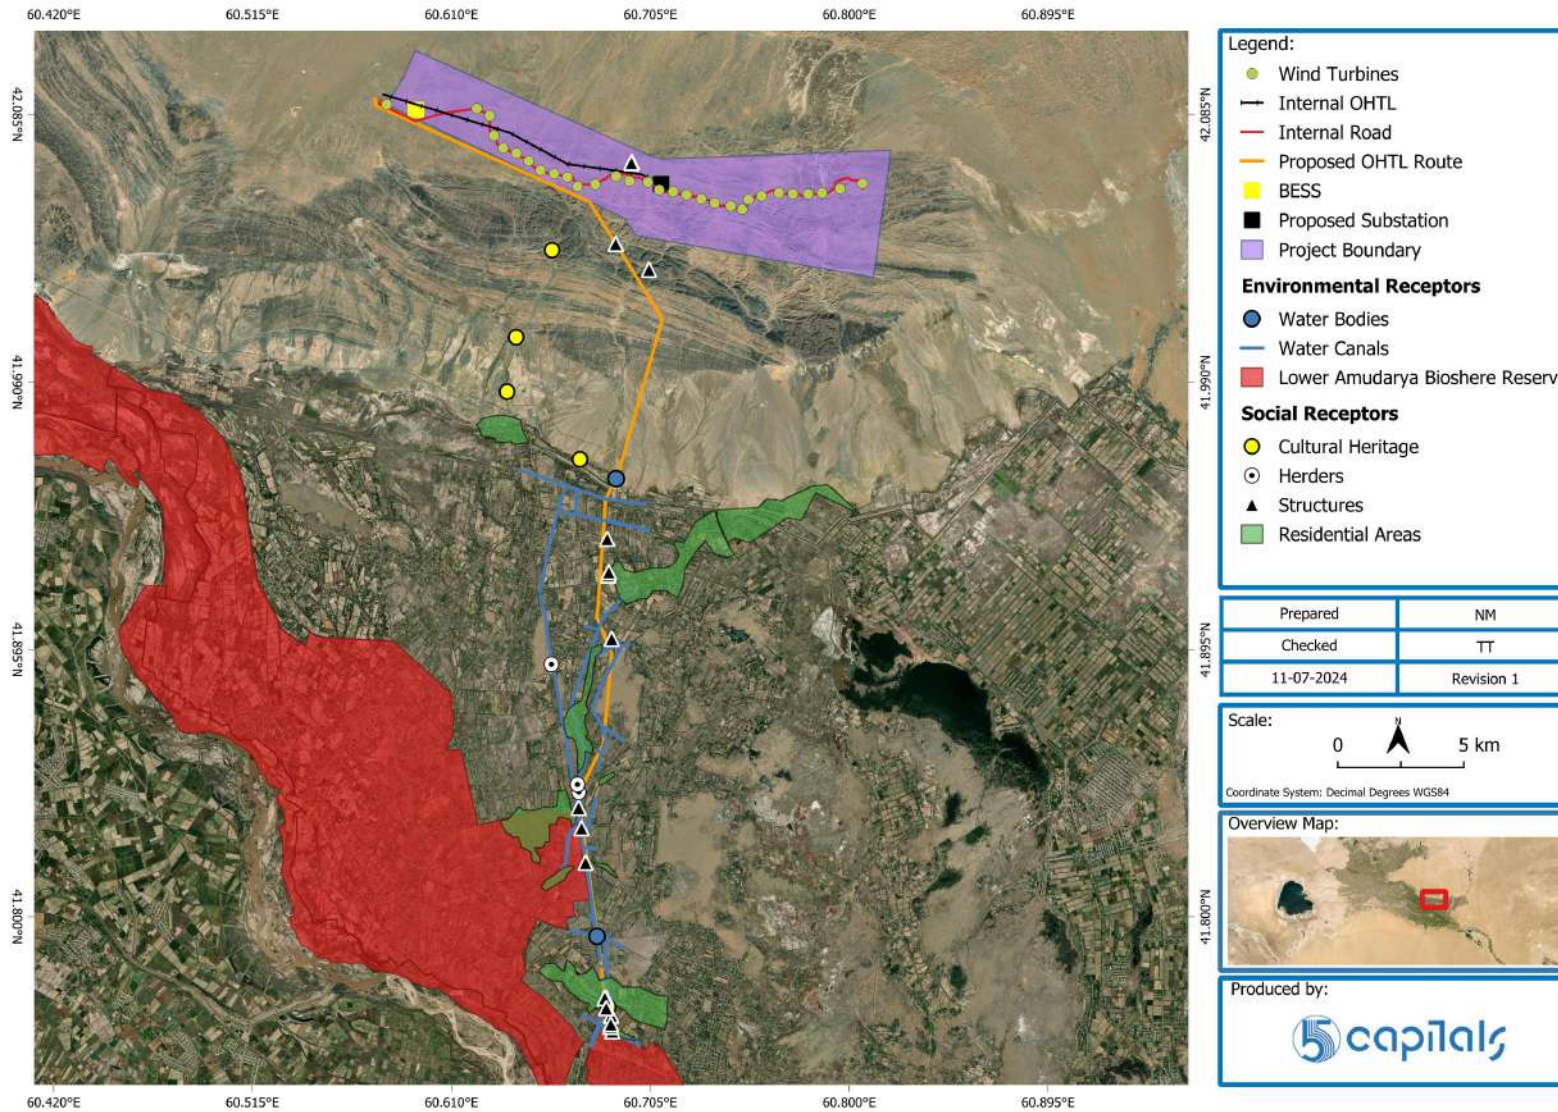 60.420°E 60.515°E 60.610°E 60.705°E 60.800°E 60.895°E
42.085°N
41.990°N
41.895°N
41.800°N
42.085°N
41.990°N
41.895°N
41.800°N
60.420°E 60.515°E 60.610°E 60.705°E 60.800°E 60.895°E
Legend:
Wind Turbines
Internal OHTL
Internal Road
Proposed OHTL Route
BESS
Proposed Substation
Project Boundary
Environmental Receptors
Water Bodies
Water Canals
Lower Amudarya Bioshere Reserv
Social Receptors
Cultural Heritage
Herders
Structures
Residential Areas
Prepared NM
Checked TT
11-07-2024 Revision 1
Scale:
N
0 5 km
Coordinate System: Decimal Degrees WGS84
Overview Map:
Produced by:
5 capitals